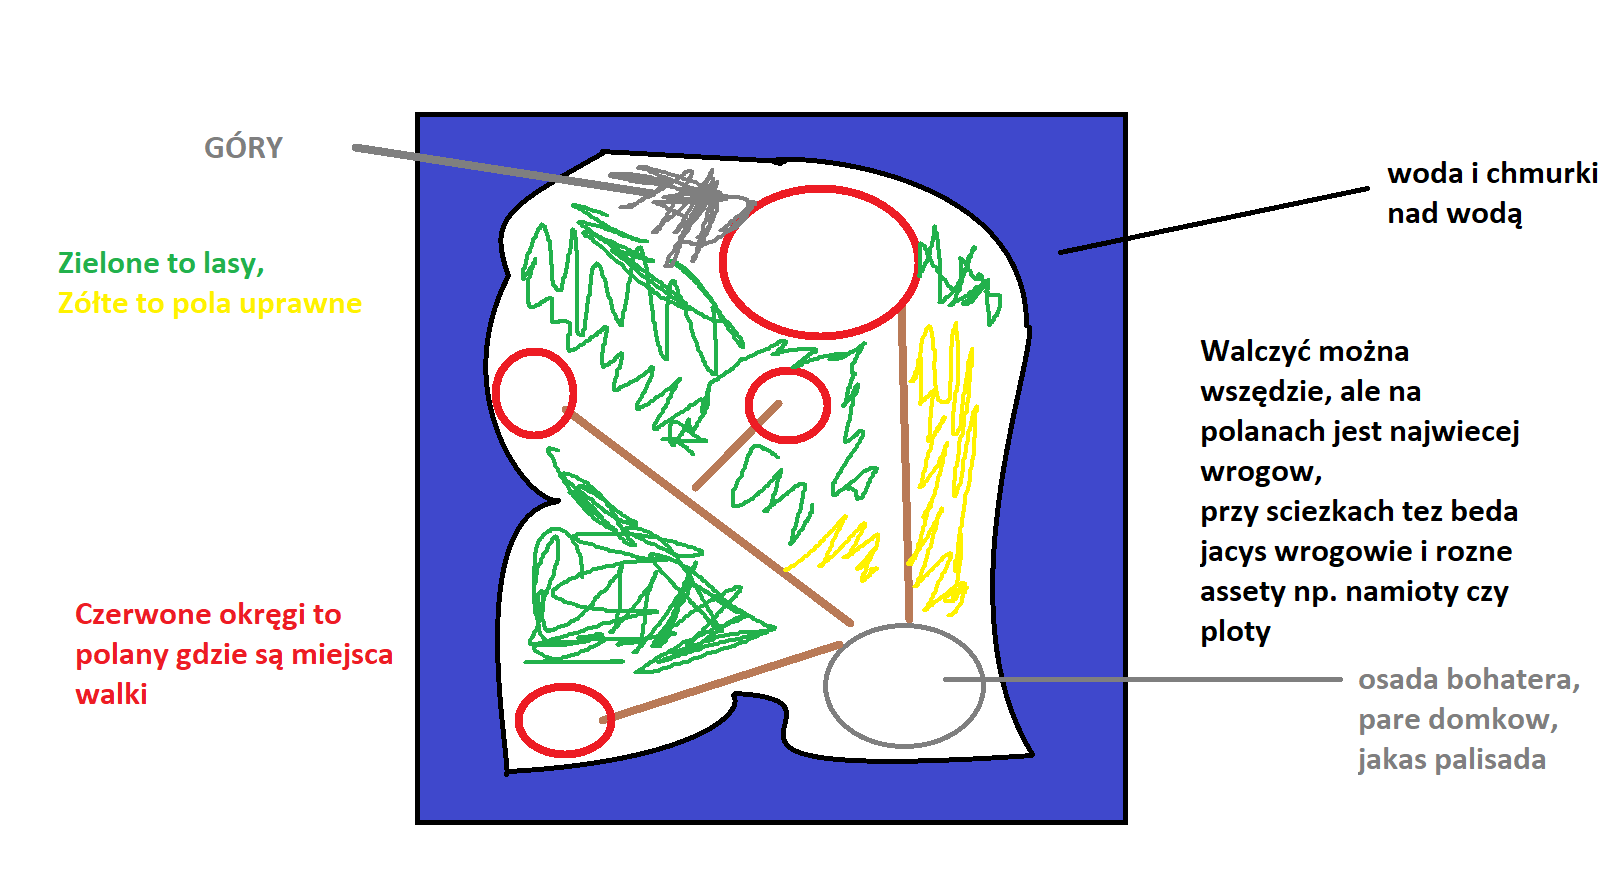 GÓRY
Zielone to lasy,
Zółte to pola uprawne
Czerwone okręgi to
polany gdzie są miejsca
walki
woda i chmurki
nad wodą
Walczyć można
wszędzie, ale na
polanach jest najwiecej
wrogow,
przy sciezkach tez beda
jacys wrogowie i rozne
assety np. namioty czy
ploty
osada bohatera,
pare domkow,
jakas palisada